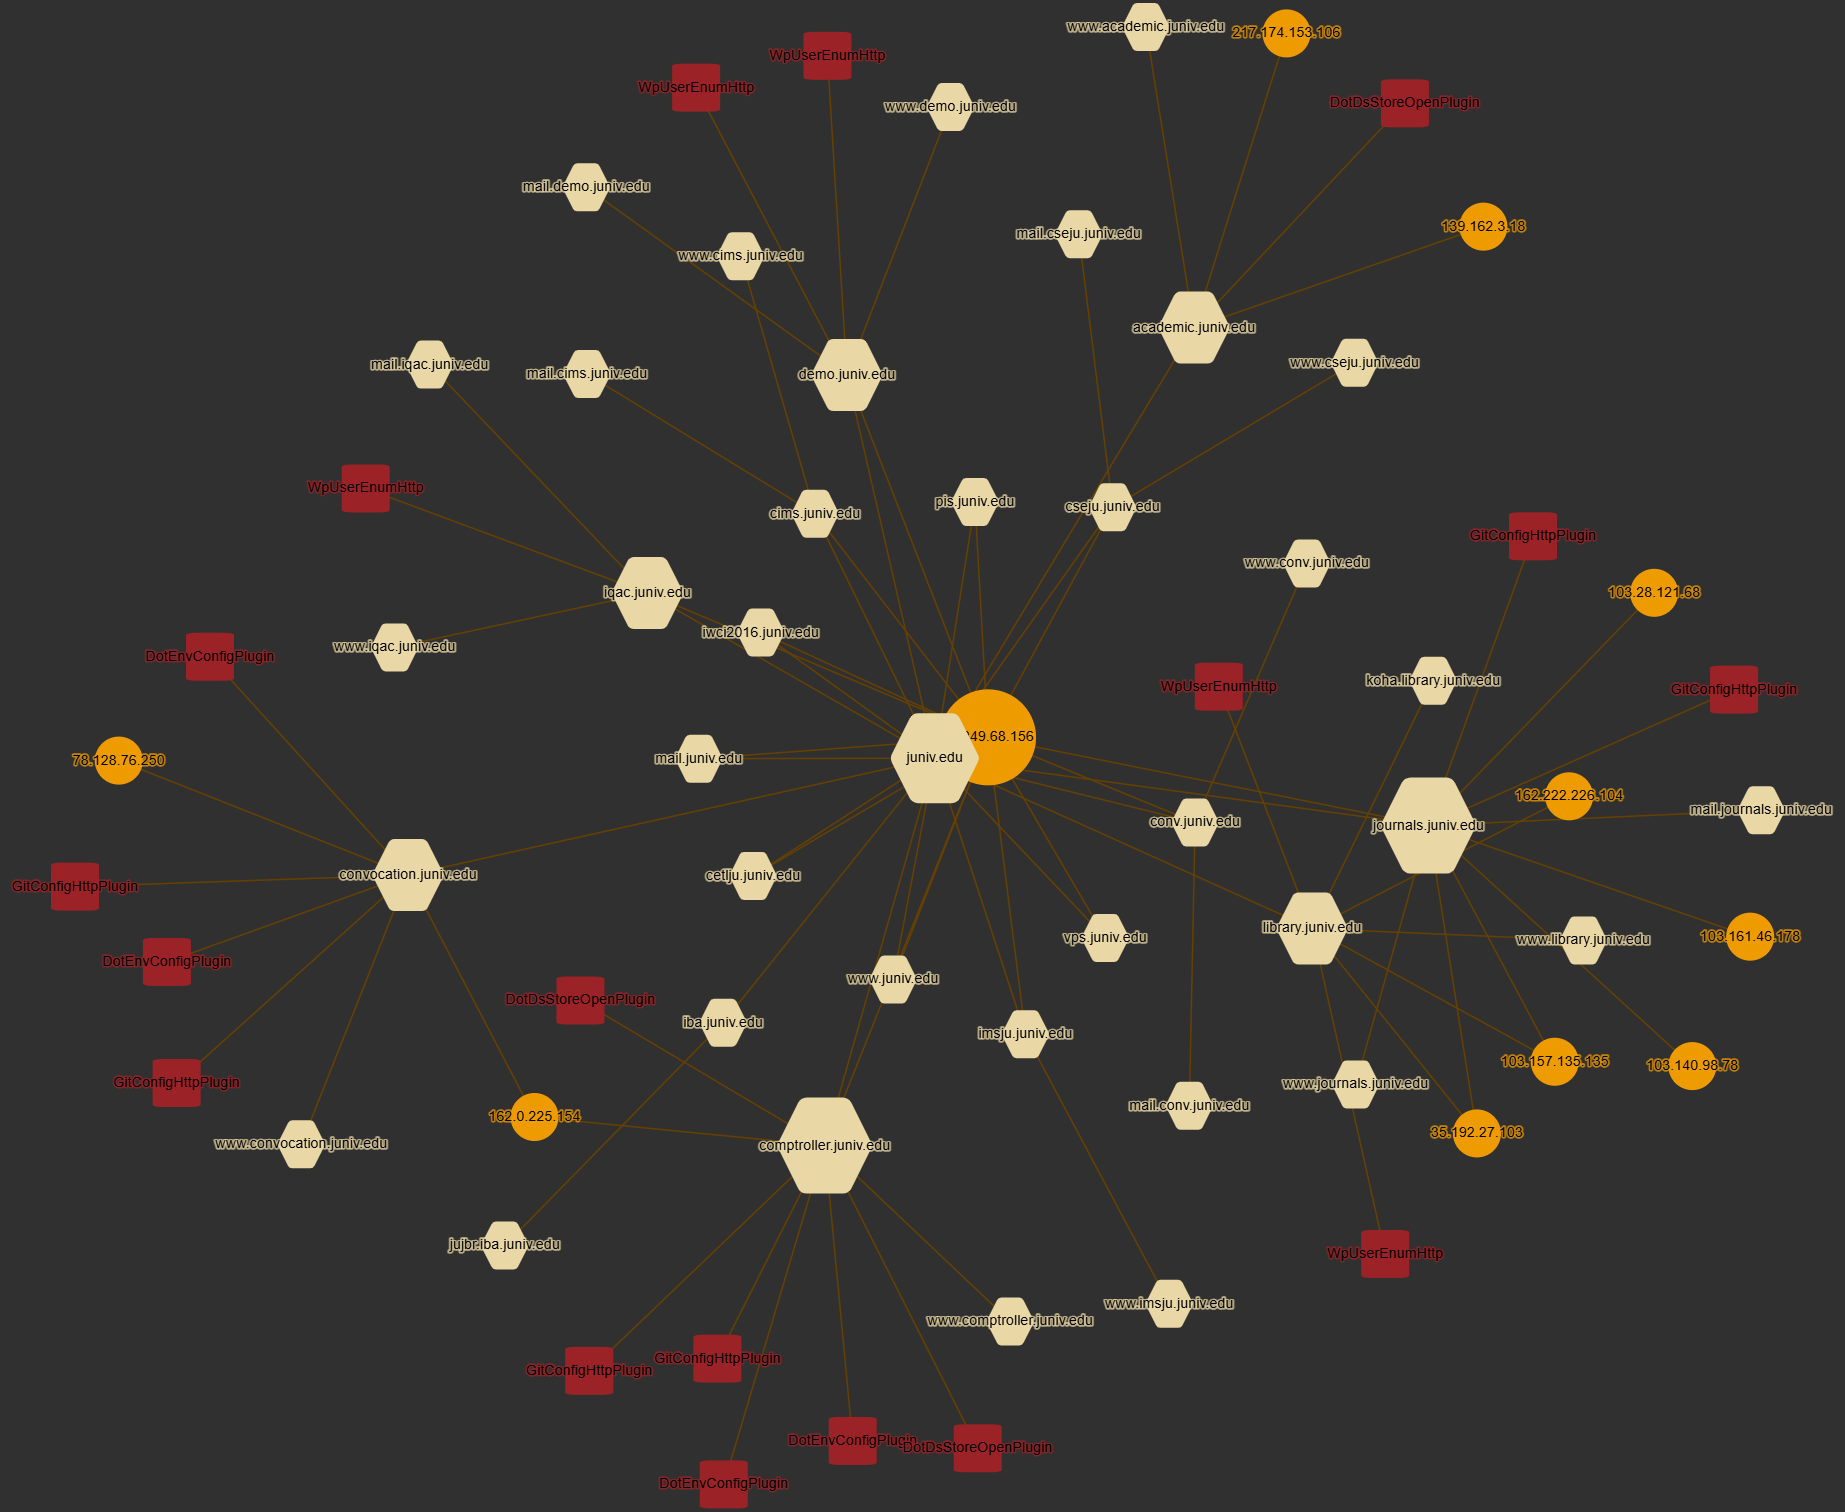 www.academic.juniv.edu
217.174.153.106
WpUserEnumHttp
WpUserEnumHttp
DotDsStoreOpenPlugin
www.demo.juniv.edu
mail.demo.juniv.edu
139.162.3.18
mail.cseju.juniv.edu
www.cims.juniv.edu
academic.juniv.edu
www.cseju.juniv.edu
mail.iqac.juniv.edu
mail.cims.juniv.edu
demo.juniv.edu
WpUserEnumHttp
pis.juniv.edu
cseju.juniv.edu
cims.juniv.edu
GitConfigHttpPlugin
www.conv.juniv.edu
iqac.juniv.edu
103.28.121.68
iwci2016.juniv.edu
www.iqac.juniv.edu
DotEnvConfigPlugin
koha.library.juniv.edu
WpUserEnumHttp
GitConfigHttpPlugin
49.68.156
juniv.edu
mail.juniv.edu
78.128.76.250
162.222.226.104
mail.journals.juniv.edu
conv.juniv.edu
journals.juniv.edu
convocation.juniv.edu
cetlju.juniv.edu
GitConfigHttpPlugin
library.juniv.edu
vps.juniv.edu
www.library.juniv.edu
103.161.46.178
DotEnvConfigPlugin
www.juniv.edu
DotDsStoreOpenPlugin
iba.juniv.edu
imsju.juniv.edu
103.157.135.135
103.140.98.78
GitConfigHttpPlugin
www.journals.juniv.edu
mail.conv.juniv.edu
162.0.225.154
35.192.27.103
www.convocation.juniv.edu
comptroller.juniv.edu
jujbr.iba.juniv.edu
WpUserEnumHttp
www.imsju.juniv.edu
www.comptroller.juniv.edu
GitConfigHttpPlugin
GitConfigHttpPlugin
DotEnvConfigPlugin
DotDsStoreOpenPlugin
DotEnvConfigPlugin